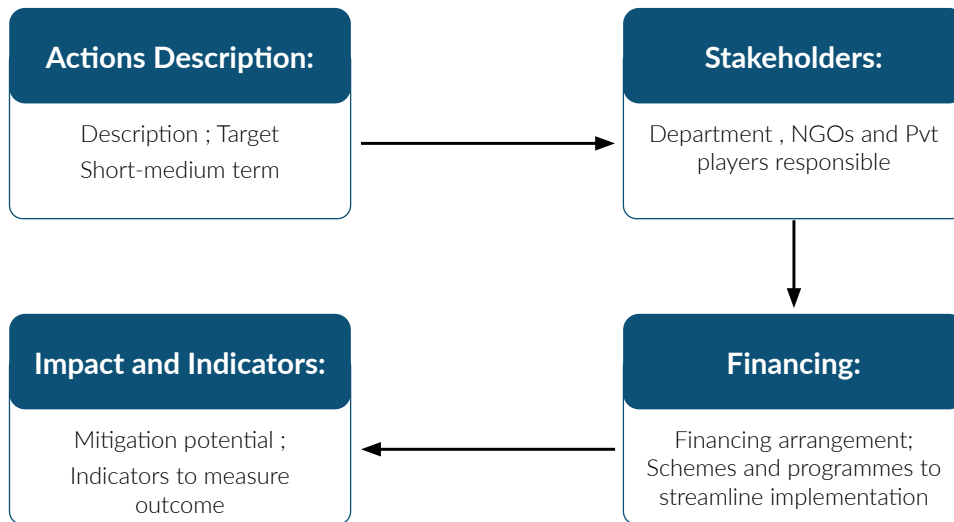 Actions Description:
Description ; Target
Short-medium term
Stakeholders:
Department , NGOs and Pvt
players responsible
Impact and Indicators:
Mitigation potential ;
Indicators to measure
outcome
Financing:
Financing arrangement;
Schemes and programmes to
streamline implementation